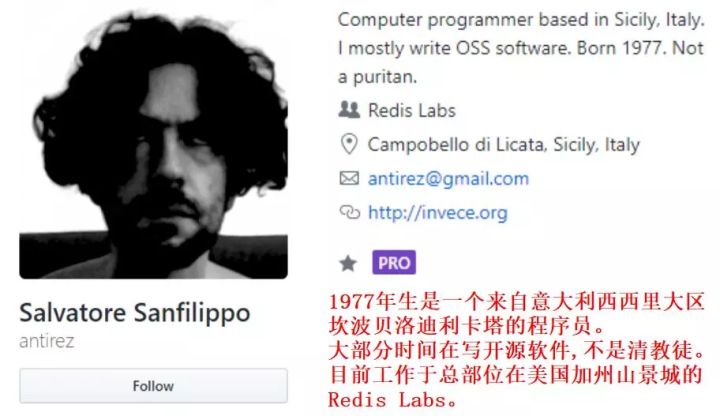 Computer programmer based in Sicily, Italy.
I mostly write OSS software. Born 1977. Not
a puritan.
Redis Labs
Campobello di Licata, Sicily, Italy
antirez@gmail.com
http://invece.org
PRO
Salvatore Sanfilippo
antirez
Follow
1977年生是一个来自意大利西西里大区
坎波贝洛迪利卡塔的程序员。
大部分时间在写开源软件,不是清教徒。
目前工作于总部位在美国加州山景城的
Redis Labs。